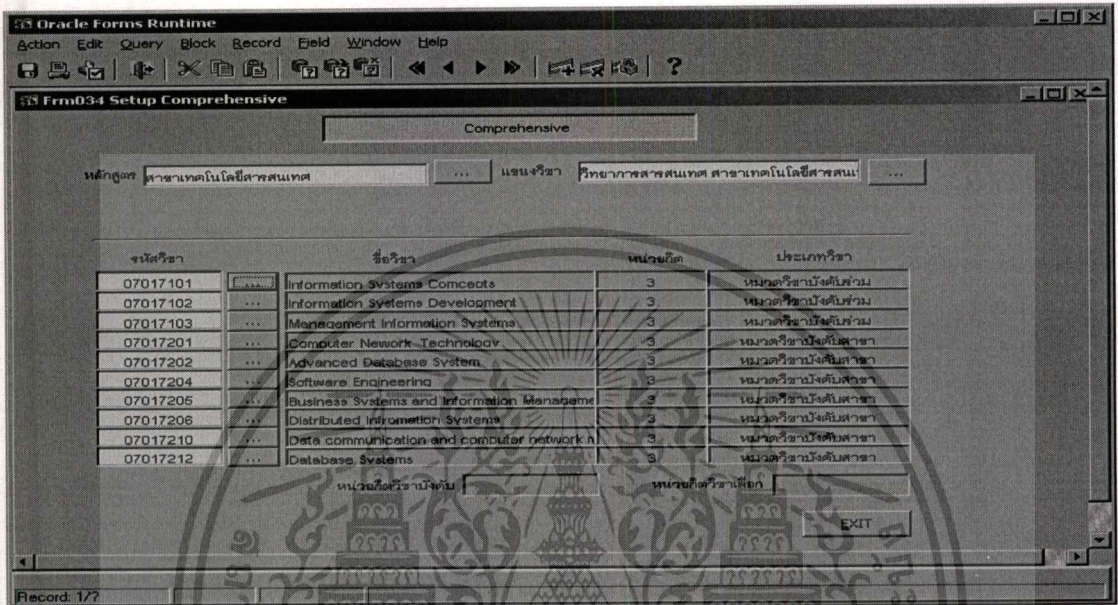 Oracle Forms Runtime
Action Edit Query Block Record Field Window Help
Frm034 Setup Comprehensive
Comprehensive
หลักสูตร สาขาเทคโนโลยีสารสนเทศ ... แขนงวิชา วิทยาการสารสนเทศ สาขาเทคโนโลยีสารสนเ ...
รหัสวิชา ชื่อวิชา หน่วยกิต ประเภทวิชา
07017101 ... Information Systems Comcepts 3 หมวดวิชาบังคับร่วม
07017102 ... Information Systems Development 3 หมวดวิชาบังคับร่วม
07017103 ... Management Information Systems 3 หมวดวิชาบังคับร่วม
07017201 ... Computer Nework Technology 3 หมวดวิชาบังคับสาขา
07017202 ... Advanced Database System 3 หมวดวิชาบังคับสาขา
07017204 ... Software Engineering 3 หมวดวิชาบังคับสาขา
07017205 ... Business Systems and Information Manageme 3 หมวดวิชาบังคับสาขา
07017206 ... Distributed Infromation Systems 3 หมวดวิชาบังคับสาขา
07017210 ... Data communication and computer network n 3 หมวดวิชาบังคับสาขา
07017212 ... Database Systems 3 หมวดวิชาบังคับสาขา
หน่วยกิตวิชาบังคับ หน่วยกิตวิชาเลือก
EXIT
Record: 1/?